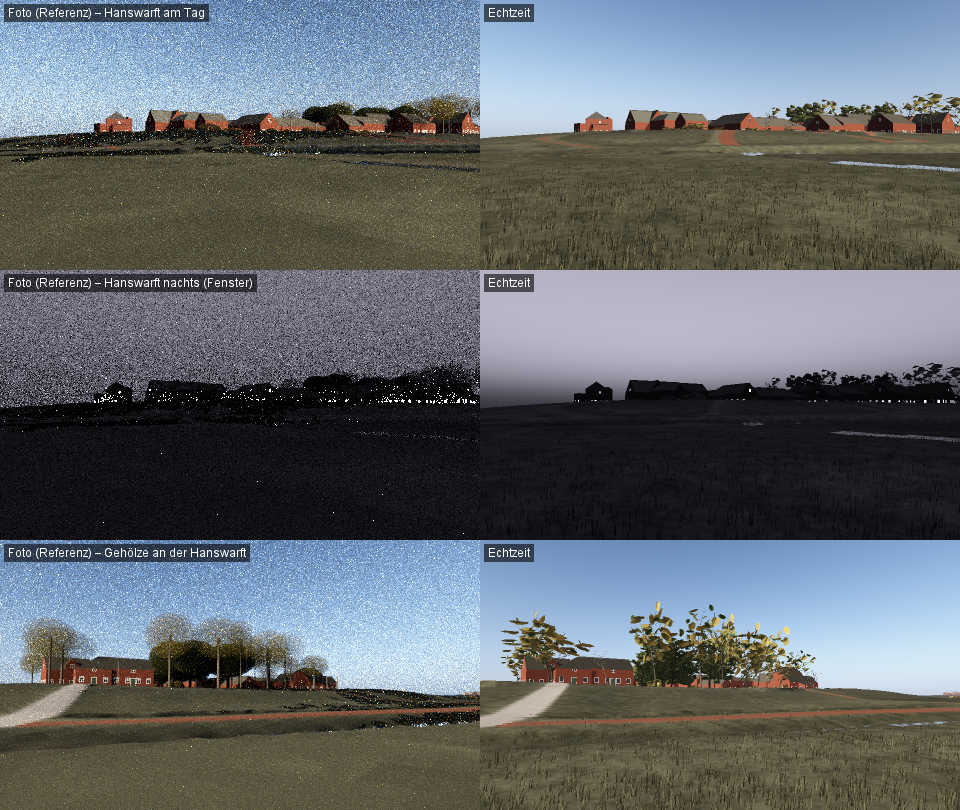 Foto (Referenz) – Hanswarft am Tag
Echtzeit
Foto (Referenz) – Hanswarft nachts (Fenster)
Echtzeit
Foto (Referenz) – Gehölze an der Hanswarft
Echtzeit